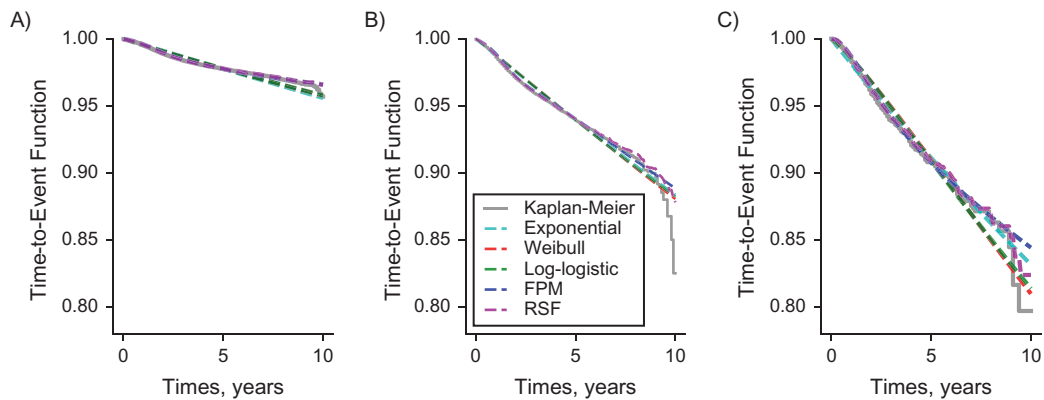 A)
Time-to-Event Function
1.00
0.95
0.90
0.85
0.80
0
5
10
Times, years
B)
Time-to-Event Function
1.00
0.95
0.90
0.85
0.80
Kaplan-Meier
Exponential
Weibull
Log-logistic
FPM
RSF
0
5
10
Times, years
C)
Time-to-Event Function
1.00
0.95
0.90
0.85
0.80
0
5
10
Times, years